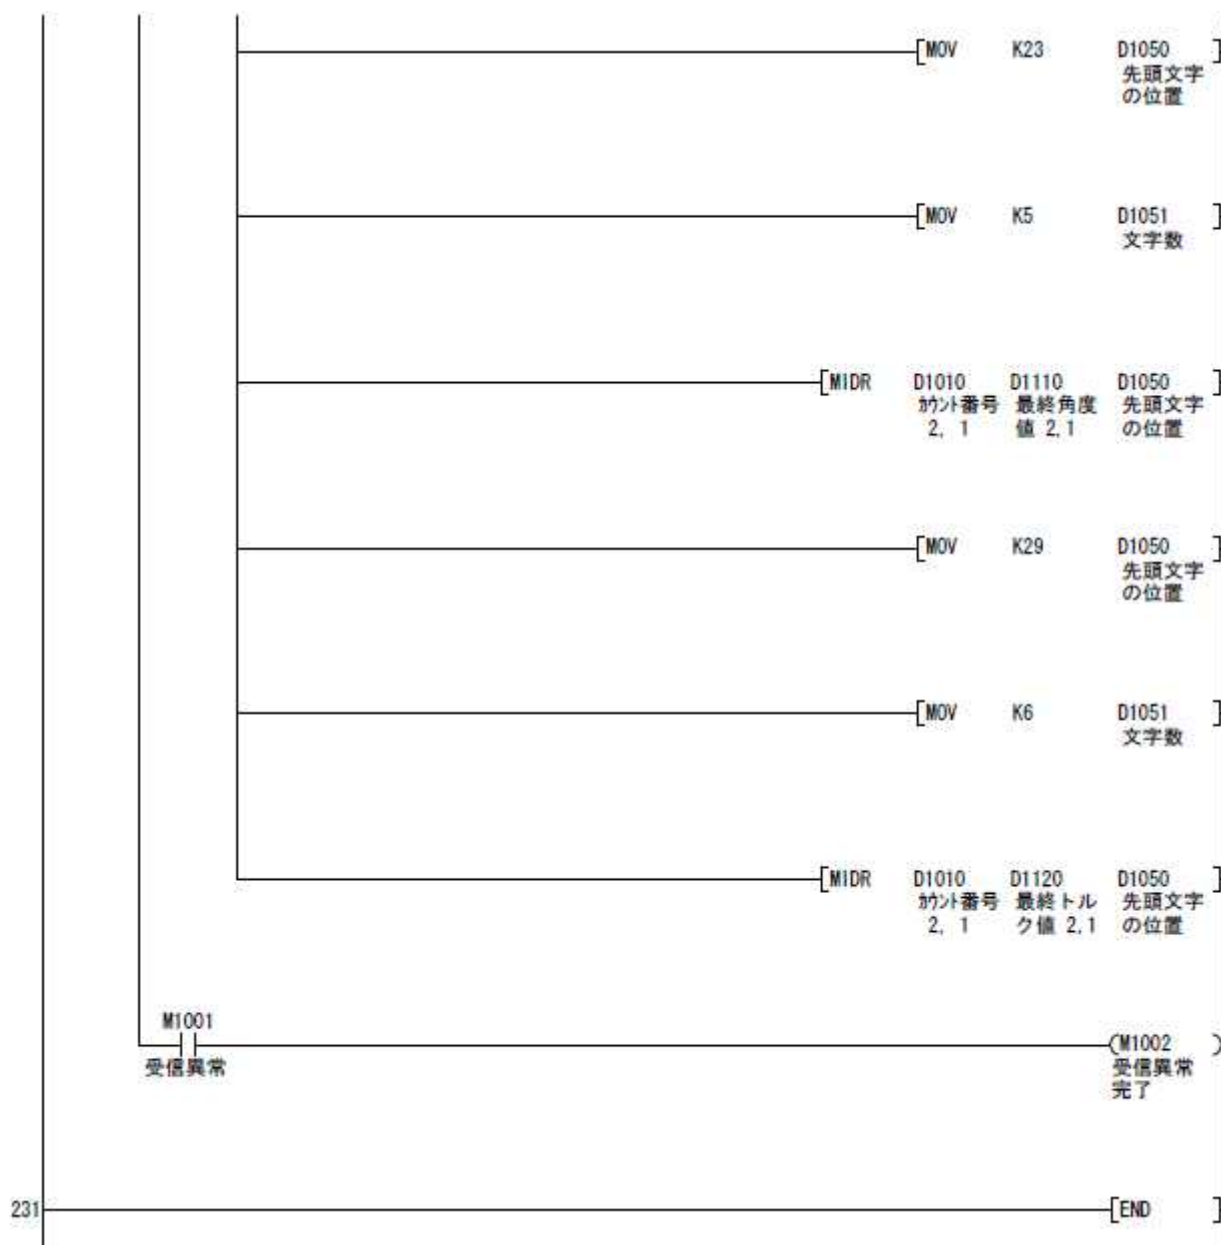 [MOV K23 D1050 ]
先頭文字
の位置
[MOV K5 D1051 ]
文字数
[MIDR D1010 D1110 D1050 ]
ｶｳﾝﾄ番号 最終角度 先頭文字
2, 1 値 2,1 の位置
[MOV K29 D1050 ]
先頭文字
の位置
[MOV K6 D1051 ]
文字数
[MIDR D1010 D1120 D1050 ]
ｶｳﾝﾄ番号 最終トル 先頭文字
2, 1 ク値 2,1 の位置
M1001
(M1002 )
受信異常 受信異常
完了
231 [END ]